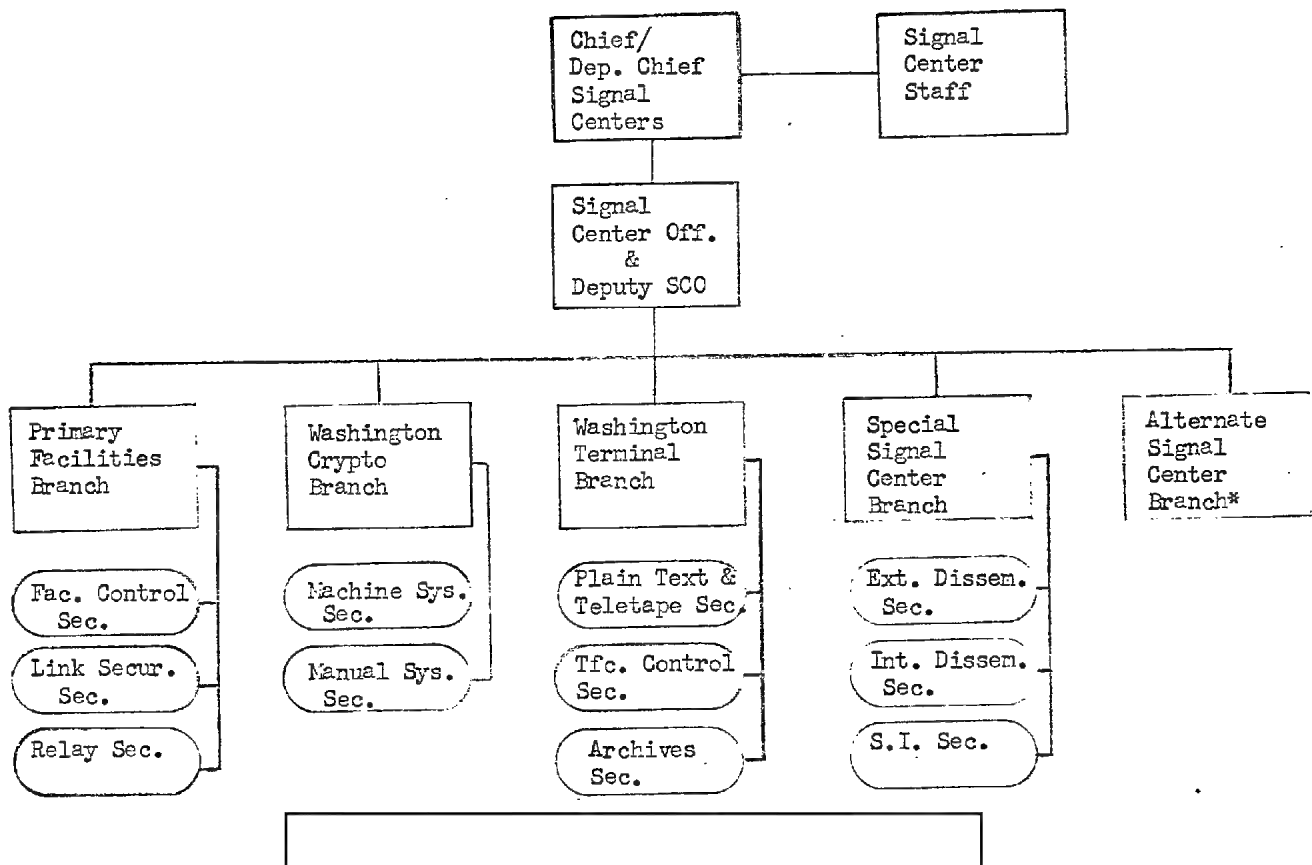 Chief/
Dep. Chief
Signal
Centers
Signal
Center
Staff
Signal
Center Off.
&
Deputy SCO
Primary
Facilities
Branch
Washington
Crypto
Branch
Washington
Terminal
Branch
Special
Signal
Center
Branch
Alternate
Signal
Center
Branch*
Fac. Control
Sec.
Link Secur.
Sec.
Relay Sec.
Machine Sys.
Sec.
Manual Sys.
Sec.
Plain Text &
Teletape Sec.
Tfc. Control
Sec.
Archives
Sec.
Ext. Dissem.
Sec.
Int. Dissem.
Sec.
S.I. Sec.